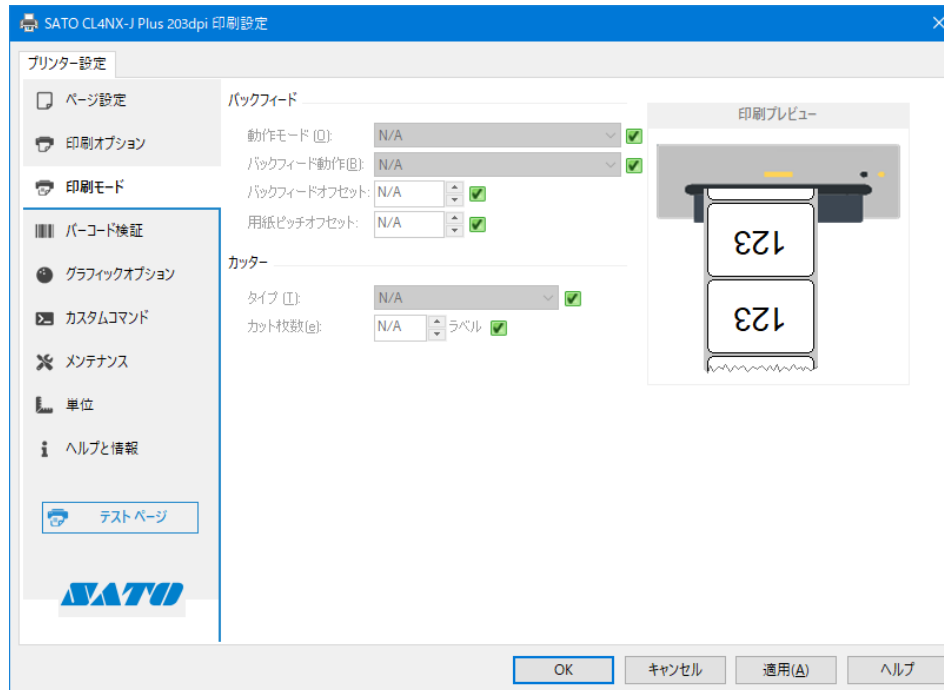 SATO CL4NX-J Plus 203dpi 印刷設定
プリンター設定
ページ設定
印刷オプション
印刷モード
バーコード検証
グラフィックオプション
カスタムコマンド
メンテナンス
単位
ヘルプと情報
テスト ページ
SATO
バックフィード
動作モード (O): N/A
バックフィード動作(B): N/A
バックフィードオフセット: N/A
用紙ピッチオフセット: N/A
カッター
タイプ (T): N/A
カット枚数(e): N/A ラベル
印刷プレビュー
123
123
OK キャンセル 適用(A) ヘルプ